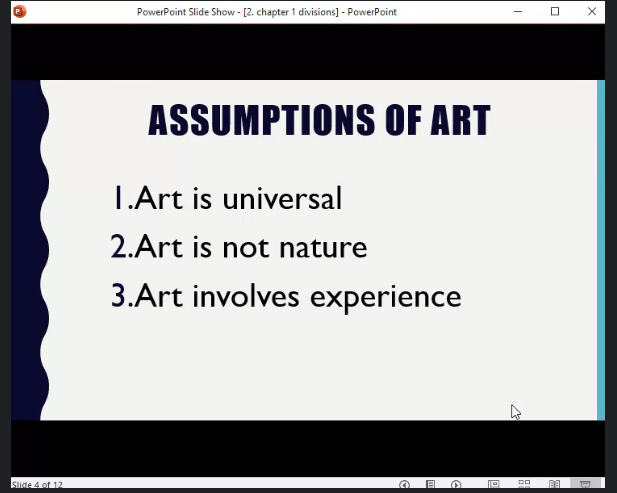 PowerPoint Slide Show - [2. chapter 1 divisions] - PowerPoint
ASSUMPTIONS OF ART
1.Art is universal
2.Art is not nature
3.Art involves experience
Slide 4 of 12